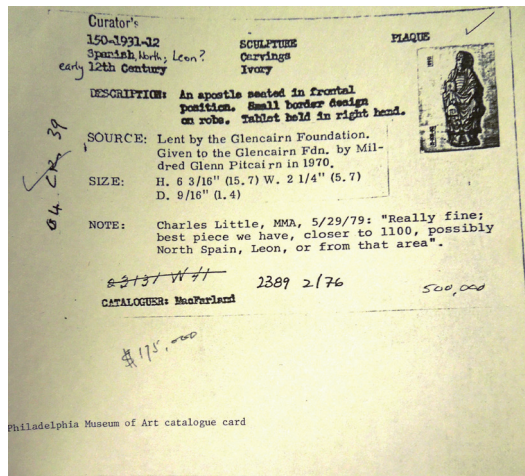 Curator's
150-1931-12 SCULPTURE PLAQUE
Spanish, North; Leon? Carvings
early 12th Century Ivory
DESCRIPTION: An apostle seated in frontal
position. Small border design
on robe. Tablet held in right hand.
04. CR. 39
SOURCE: Lent by the Glencairn Foundation.
Given to the Glencairn Fdn. by Mil-
dred Glenn Pitcairn in 1970.
SIZE: H. 6 3/16" (15.7) W. 2 1/4" (5.7)
D. 9/16" (1.4)
NOTE: Charles Little, MMA, 5/29/79: "Really fine;
best piece we have, closer to 1100, possibly
North Spain, Leon, or from that area".
2389 2/76
500,000
CATALOGUER: MacFarland
$175,000
Philadelphia Museum of Art catalogue card